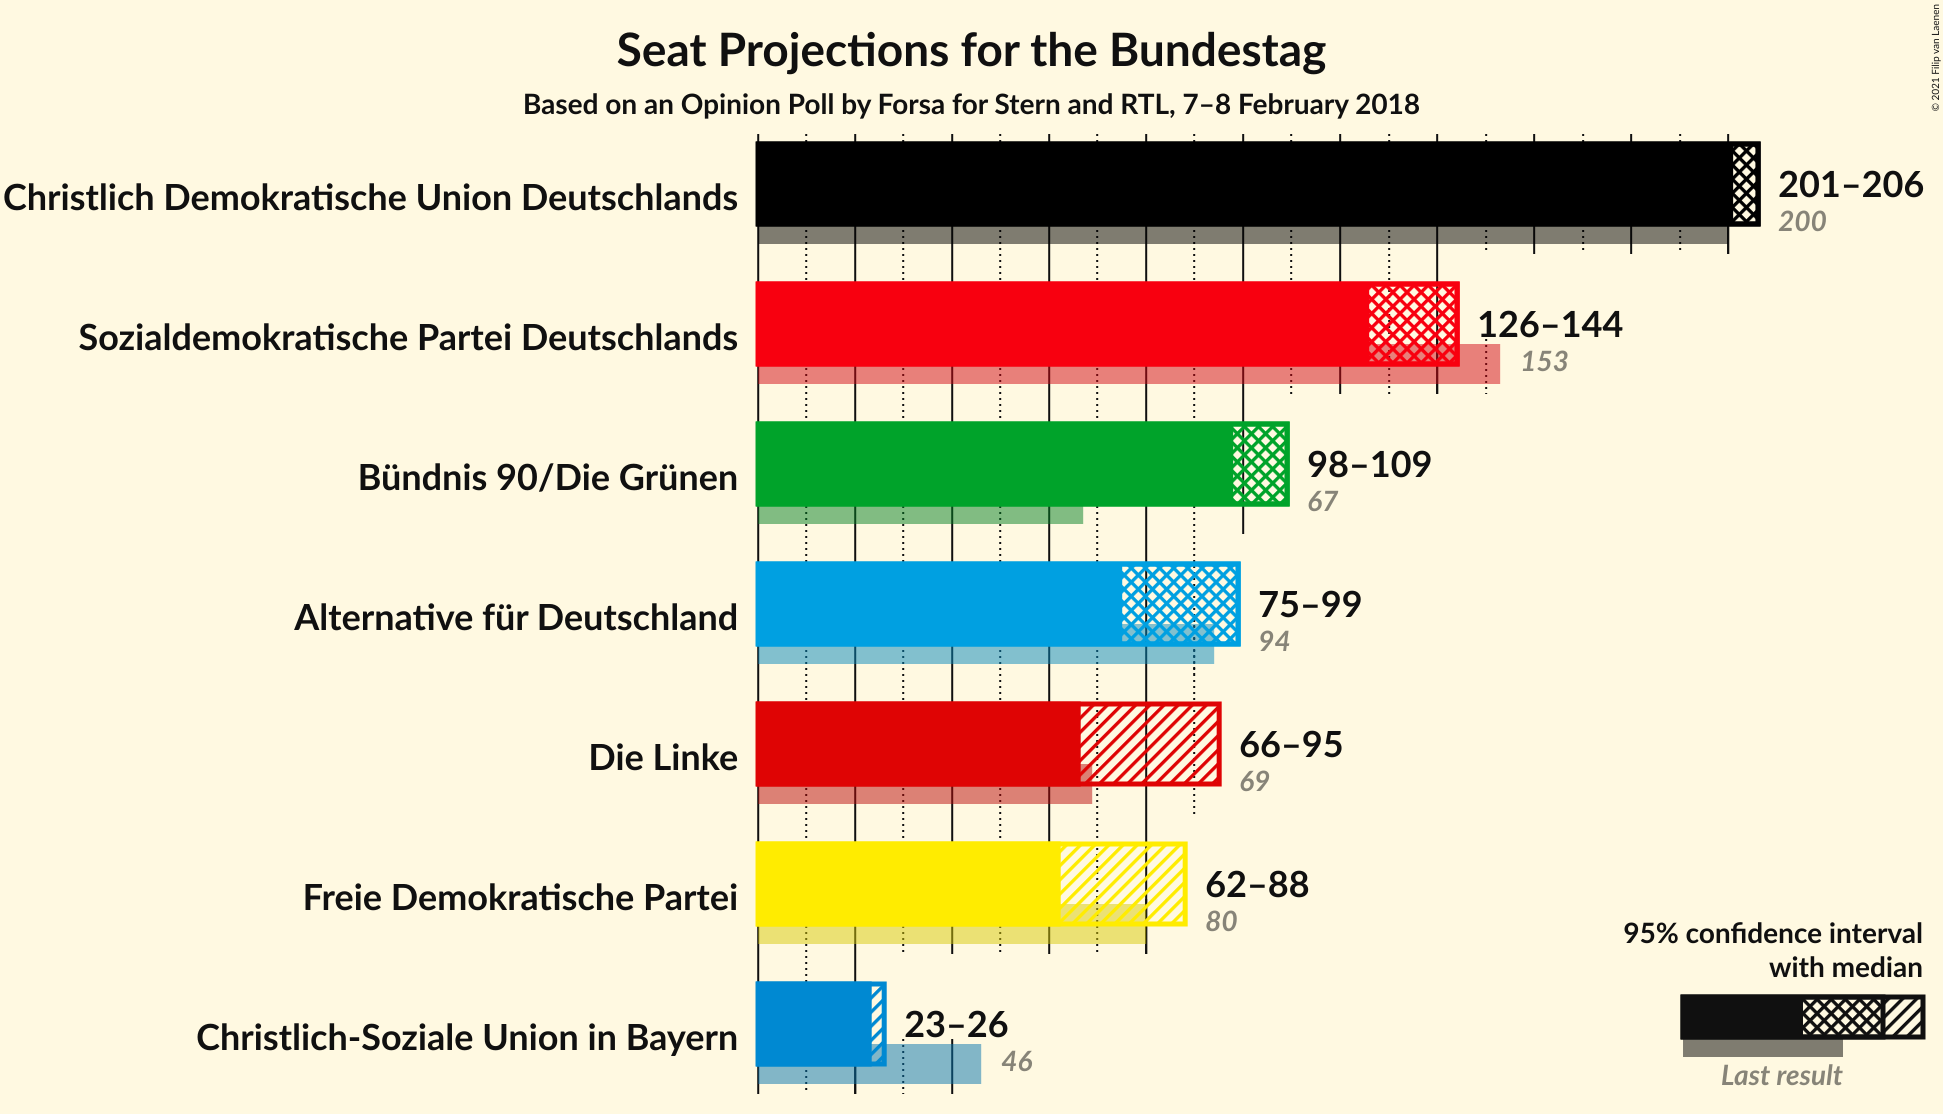 Seat Projections for the Bundestag
Based on an Opinion Poll by Forsa for Stern and RTL, 7–8 February 2018
© 2021 Filip van Laenen
Christlich Demokratische Union Deutschlands
201–206
200
Sozialdemokratische Partei Deutschlands
126–144
153
Bündnis 90/Die Grünen
98–109
67
Alternative für Deutschland
75–99
94
Die Linke
66–95
69
Freie Demokratische Partei
62–88
80
Christlich-Soziale Union in Bayern
23–26
46
95% confidence interval
with median
Last result